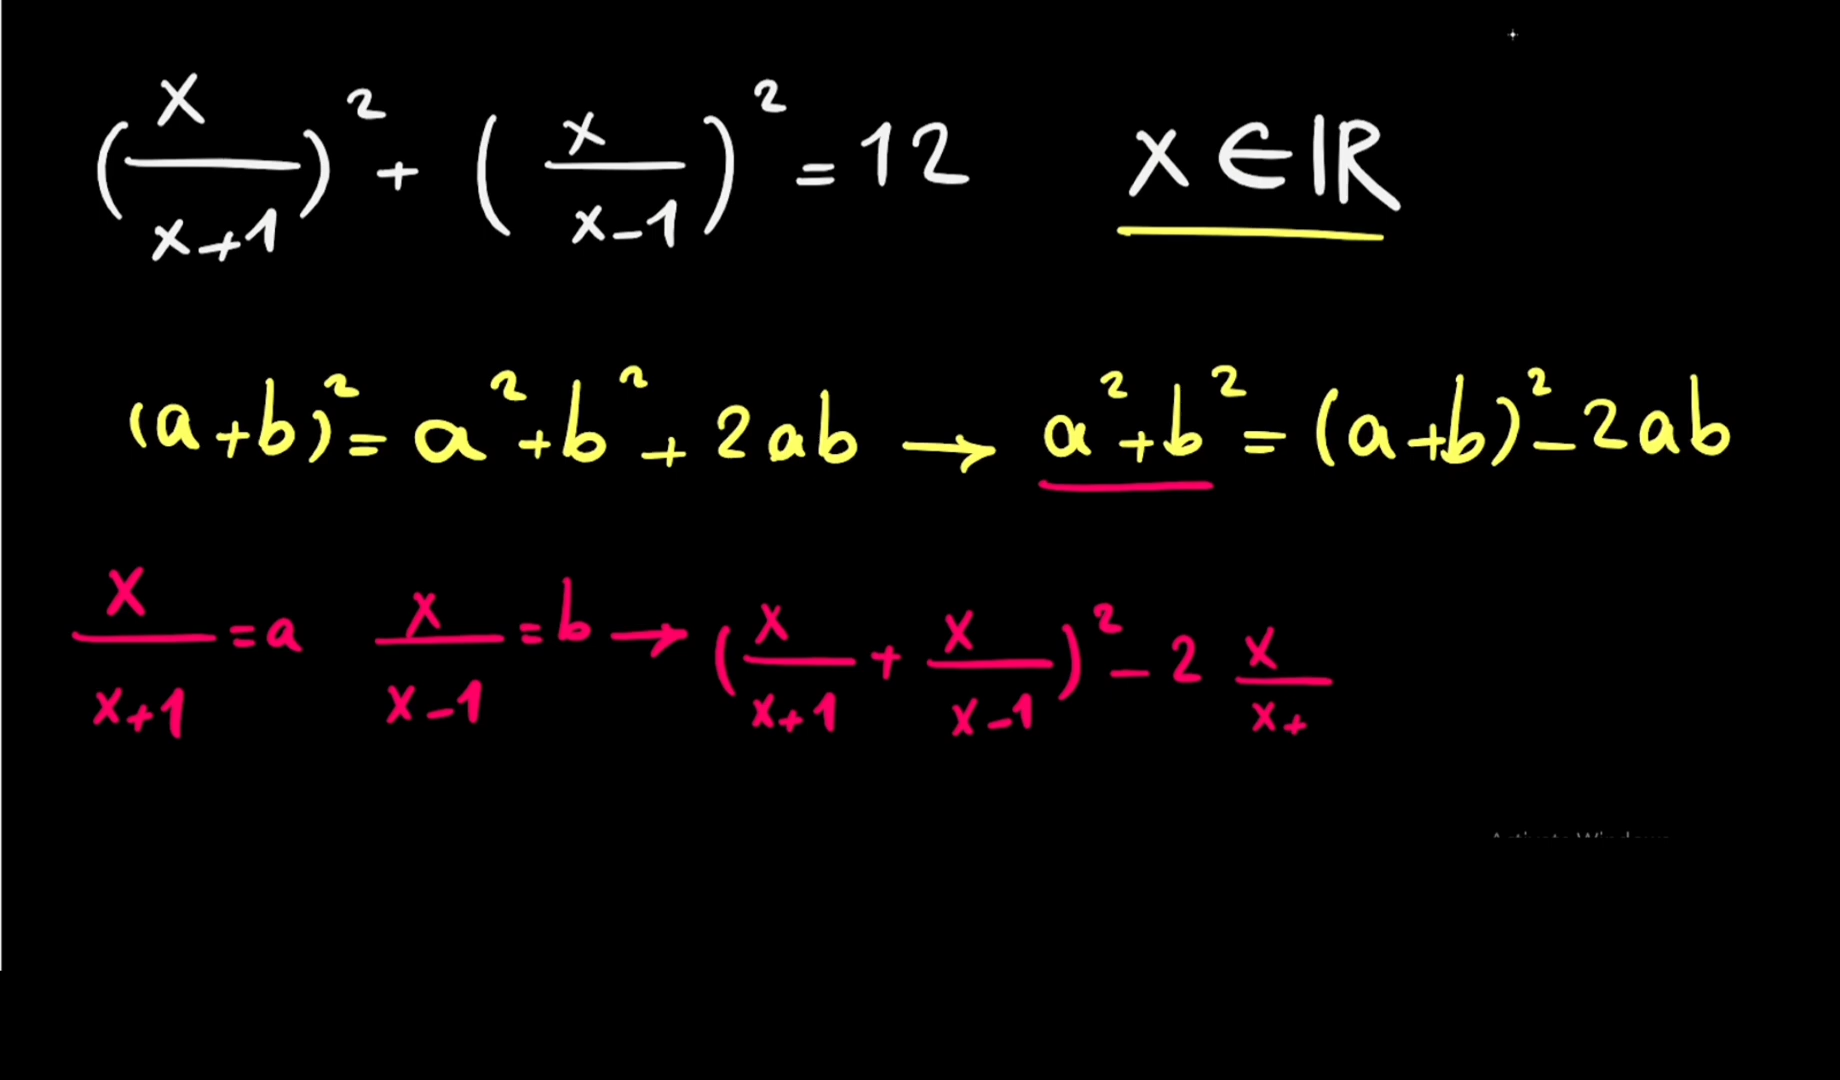 (x/(x+1))² + (x/(x-1))² = 12 x ∈ ℝ
(a+b)² = a² + b² + 2ab → a² + b² = (a+b)² - 2ab
x/(x+1) = a x/(x-1) = b → (x/(x+1) + x/(x-1))² - 2 x/(x+